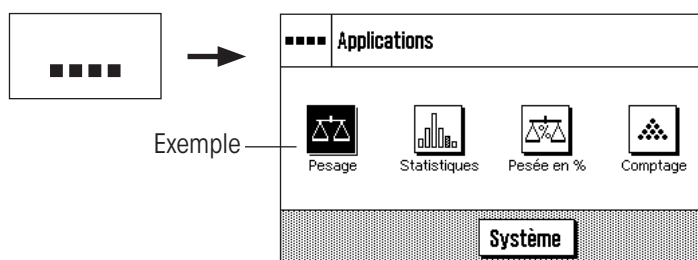 Applications
Exemple
Pesage
Statistiques
Pesée en %
Comptage
Système